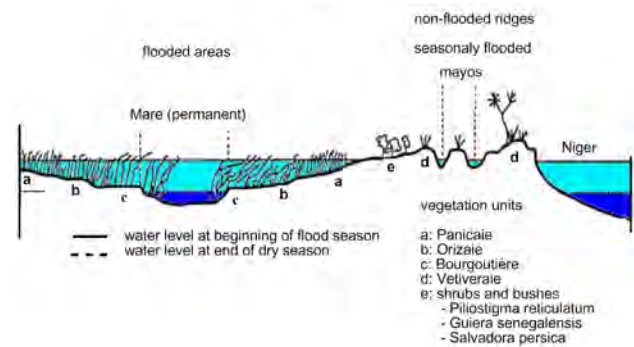 non-flooded ridges
flooded areas
seasonaly flooded
mayos
Mare (permanent)
Niger
a
b
c
c
b
a
e
d
d
vegetation units
water level at beginning of flood season
water level at end of dry season
a: Panicaie
b: Orizaie
c: Bourgoutière
d: Vetiveraie
e: shrubs and bushes
- Piliostigma reticulatum
- Guiera senegalensis
- Salvadora persica